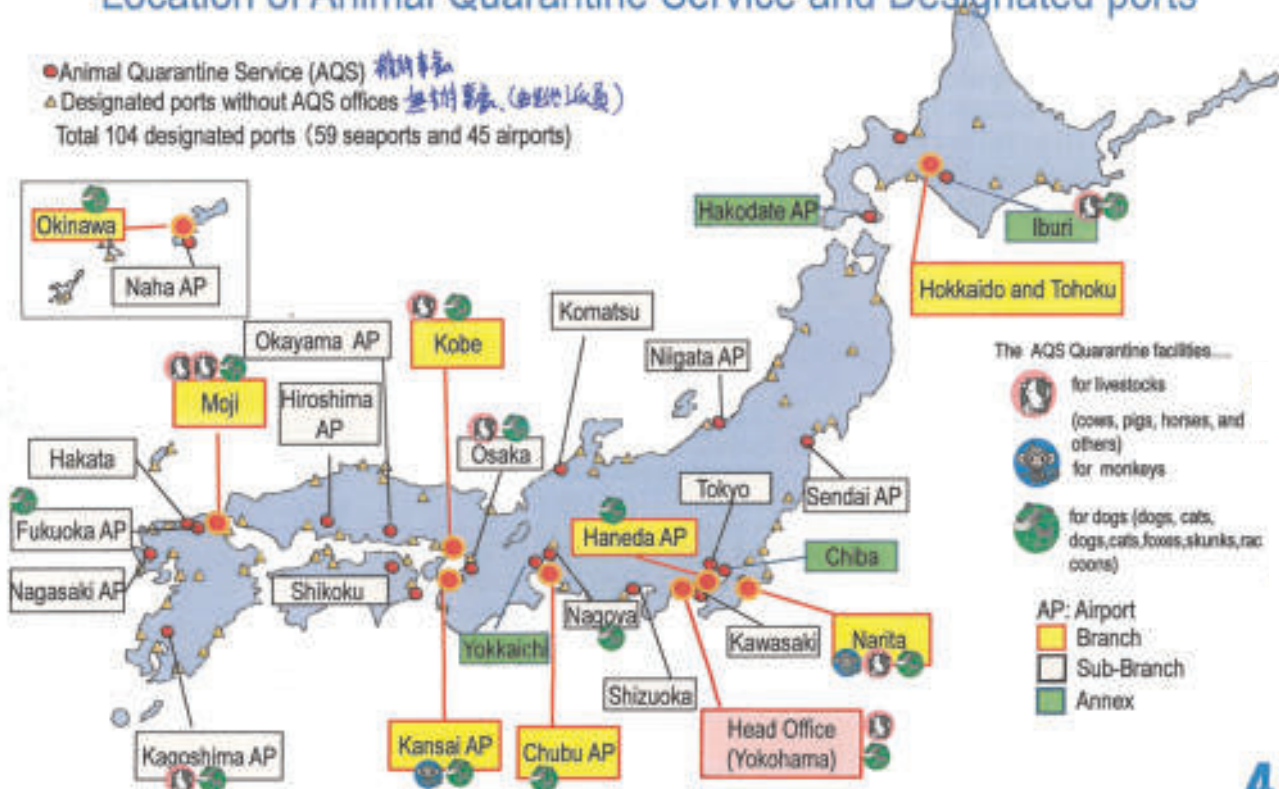 Location of Animal Quarantine Service and Designated ports
Animal Quarantine Service (AQS)
Designated ports without AQS offices
Total 104 designated ports (59 seaports and 45 airports)
Okinawa
Naha AP
Hakodate AP
Iburi
Hokkaido and Tohoku
Kobe
Komatsu
Okayama AP
Niigata AP
Moji
Hiroshima AP
Osaka
Hakata
Tokyo
Sendai AP
Fukuoka AP
Haneda AP
Chiba
Nagasaki AP
Shikoku
Nagoya
Yokkaichi
Kawasaki
Narita
Shizuoka
Kagoshima AP
Kansai AP
Chubu AP
Head Office
(Yokohama)
The AQS Quarantine facilities....
for livestocks
(cows, pigs, horses, and
others)
for monkeys
for dogs (dogs, cats,
dogs,cats,foxes,skunks,rac
coons)
AP: Airport
Branch
Sub-Branch
Annex
4